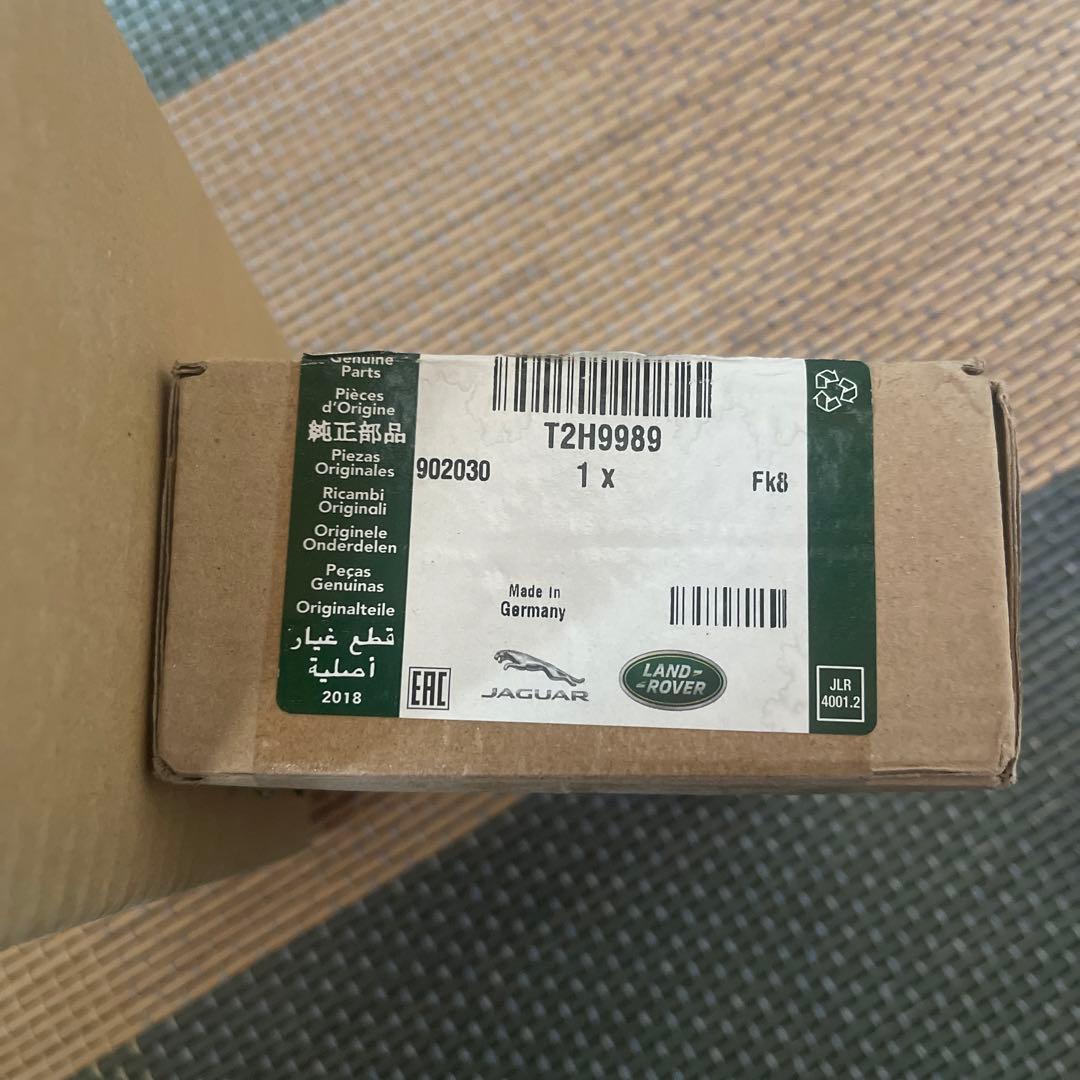 Genuine
Parts
Pièces
d'Origine
純正部品
Piezas
Originales
Ricambi
Originali
Originele
Onderdelen
Peças
Genuinas
Originalteile
قطع غيار
أصلية
2018
T2H9989
902030
1 x
Fk8
Made In
Germany
EAC
JAGUAR
LAND-
-ROVER
JLR
4001.2